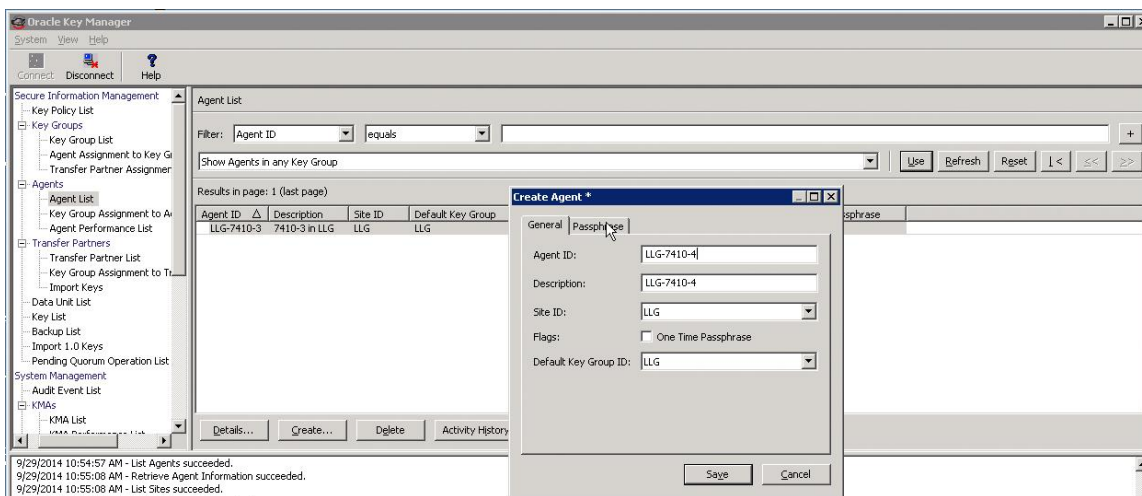 Oracle Key Manager
System View Help
Connect Disconnect Help
Secure Information Management
Key Policy List
Key Groups
Key Group List
Agent Assignment to Key Gr
Transfer Partner Assignmen
Agents
Agent List
Key Group Assignment to A
Agent Performance List
Transfer Partners
Transfer Partner List
Key Group Assignment to Tr
Import Keys
Data Unit List
Key List
Backup List
Import 1.0 Keys
Pending Quorum Operation List
System Management
Audit Event List
KMAs
KMA List
Agent List
Filter: Agent ID equals +
Show Agents in any Key Group Use Refresh Reset |< << >>
Results in page: 1 (last page)
Agent ID Description Site ID Default Key Group ssphrase
LLG-7410-3 7410-3 in LLG LLG LLG
Details... Create... Delete Activity History
Create Agent *
General Passphrase
Agent ID: LLG-7410-4
Description: LLG-7410-4
Site ID: LLG
Flags: One Time Passphrase
Default Key Group ID: LLG
Save Cancel
9/29/2014 10:54:57 AM - List Agents succeeded.
9/29/2014 10:55:08 AM - Retrieve Agent Information succeeded.
9/29/2014 10:55:08 AM - List Sites succeeded.